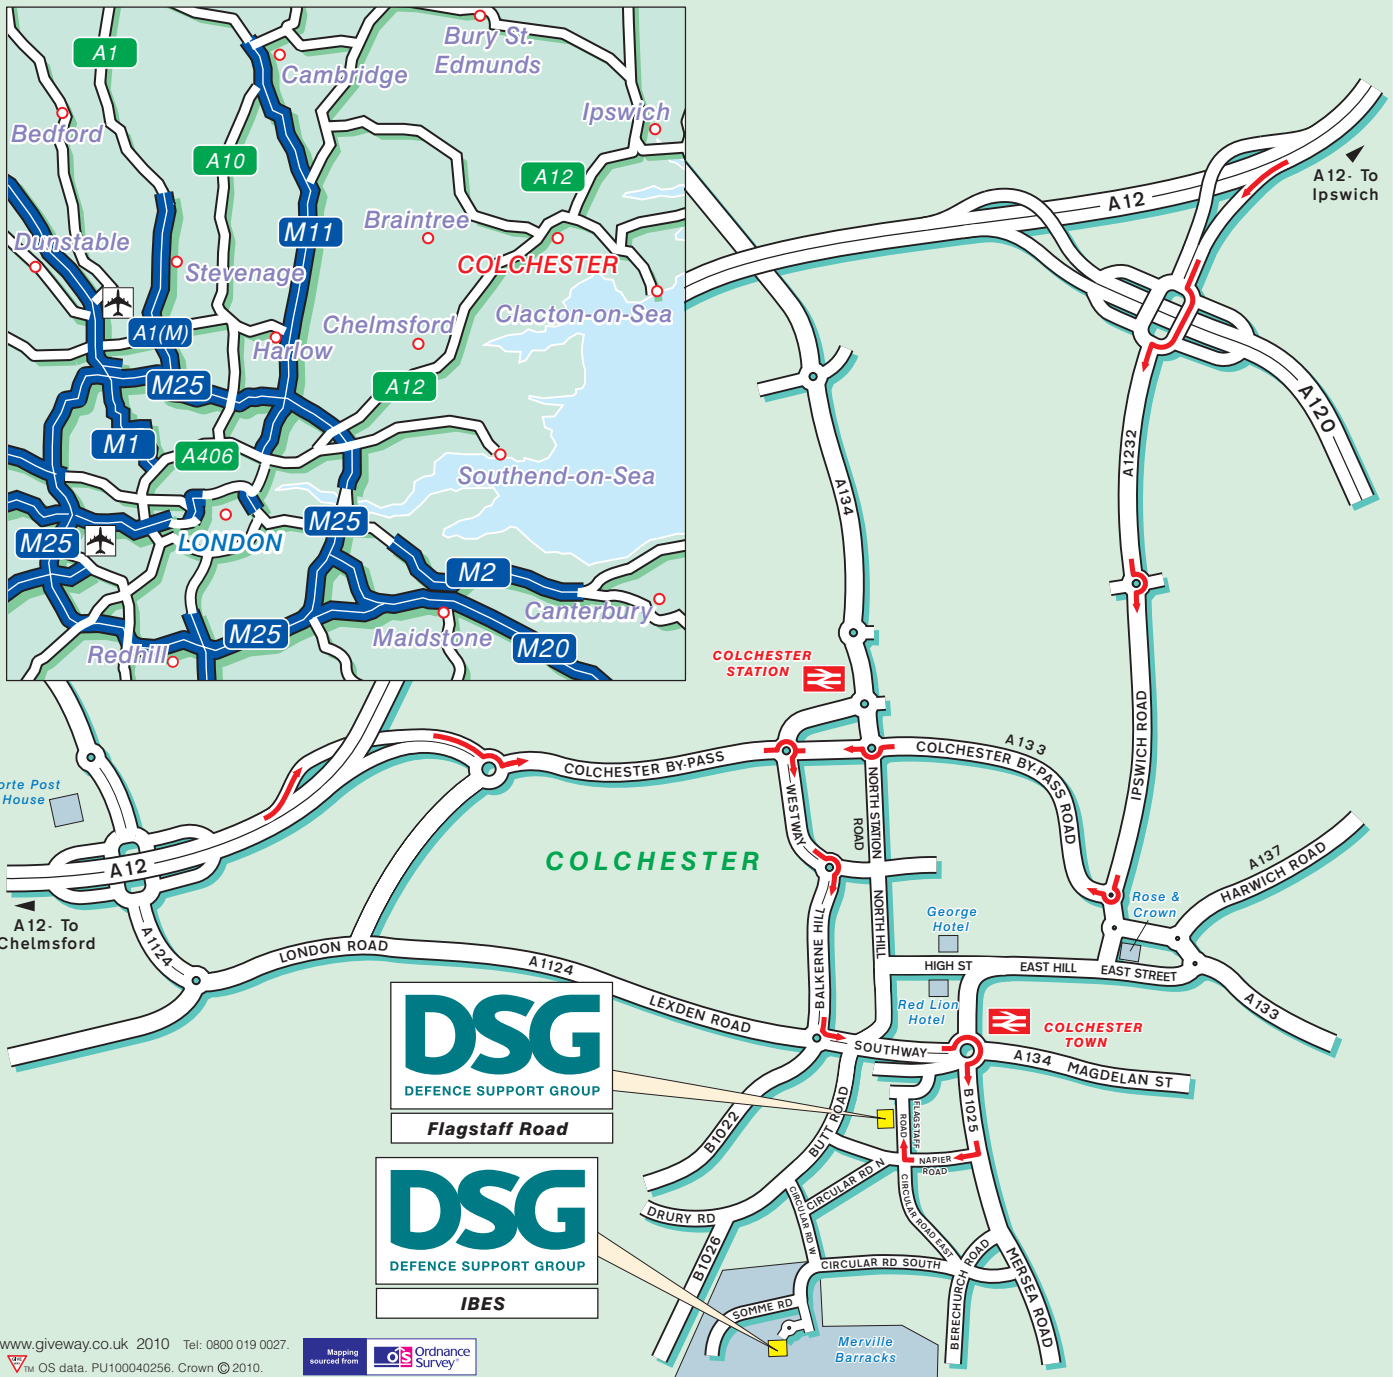 A1
Bury St.
Edmunds
Cambridge
Ipswich
Bedford
A10
A12
Braintree
M11
Dunstable
COLCHESTER
Stevenage
Clacton-on-Sea
Chelmsford
A1(M)
Harlow
M25
A12
M1
A406
Southend-on-Sea
M25
LONDON
M25
M2
Canterbury
M25
Maidstone
M20
Redhill
A12- To
Ipswich
A12
A120
A1232
A134
COLCHESTER
STATION
IPSWICH ROAD
A133
COLCHESTER BY-PASS ROAD
COLCHESTER BY-PASS
WESTWAY
NORTH STATION
ROAD
orte Post
House
A12
A12- To
Chelmsford
COLCHESTER
A137
HARWICH ROAD
Rose &
Crown
George
Hotel
NORTH HILL
BALKERNE HILL
HIGH ST
EAST HILL
EAST STREET
Red Lion
Hotel
A133
A1124
LONDON ROAD
A1124
LEXDEN ROAD
SOUTHWAY
COLCHESTER
TOWN
A134
MAGDELAN ST
DSG
DEFENCE SUPPORT GROUP
Flagstaff Road
B1022
BUTT ROAD
FLAGSTAFF
ROAD
B1025
NAPIER
ROAD
CIRCULAR RD N
CIRCULAR RD W
CIRCULAR ROAD EAST
DRURY RD
B1026
CIRCULAR RD SOUTH
BERECHURCH ROAD
MERSEA ROAD
SOMME RD
Merville
Barracks
DSG
DEFENCE SUPPORT GROUP
IBES
www.giveway.co.uk 2010 Tel: 0800 019 0027.
TM OS data. PU100040256. Crown © 2010.
Mapping
sourced from
OS
Ordnance
Survey®